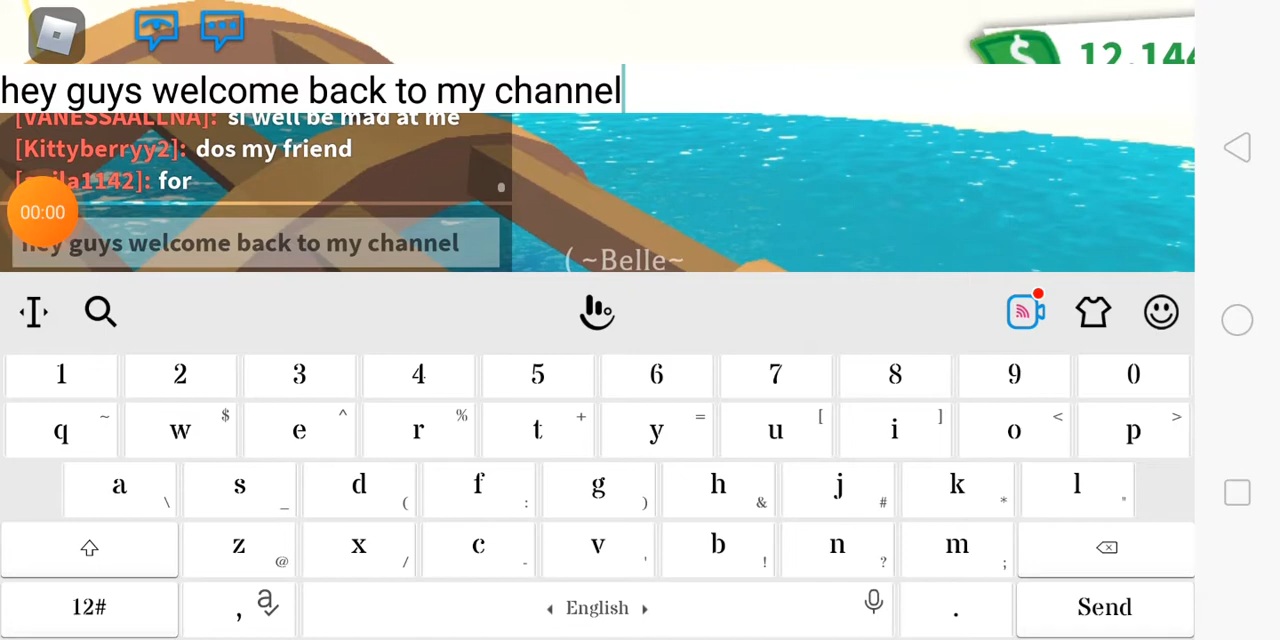 12,14
hey guys welcome back to my channel
[VANESSAALLNA]: si well be mad at me
[Kittyberryy2]: dos my friend
1142]: for
00:00
hey guys welcome back to my channel
( ~Belle~
1 2 3 4 5 6 7 8 9 0
~ $ ^ % + = [ ] < >
q w e r t y u i o p
a s d f g h j k l
\ _ ( : ) & # * "
z x c v b n m
@ / - ' ! ? ;
12# , a English . Send